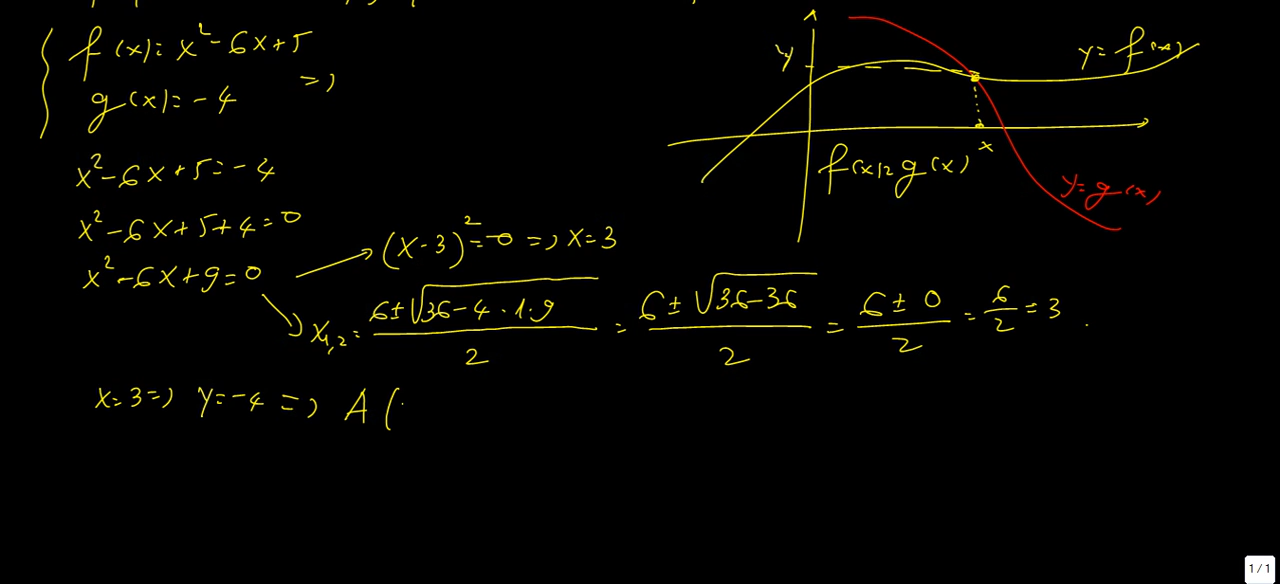 f(x)=x²-6x+5
g(x)=-4 =>
x²-6x+5=-4
x²-6x+5+4=0
x²-6x+9=0
(x-3)²=0 => x=3
x₁,₂= (6±√(36-4·1·9))/2 = (6±√(36-36))/2 = (6±0)/2 = 6/2 = 3
x=3 => y=-4 => A (
y
y=f(x)
x
f(x)=g(x)
y=g(x)
1/1